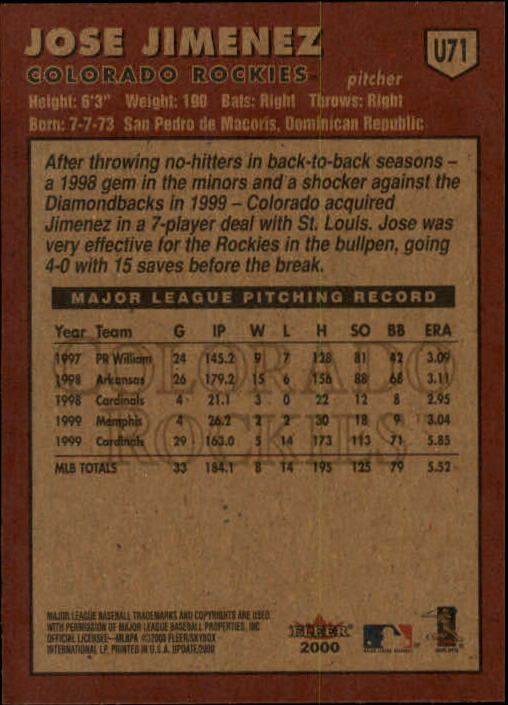 JOSE JIMENEZ
U71
COLORADO ROCKIES
pitcher
Height: 6'3" Weight: 190 Bats: Right Throws: Right
Born: 7-7-73 San Pedro de Macoris, Dominican Republic
After throwing no-hitters in back-to-back seasons –
a 1998 gem in the minors and a shocker against the
Diamondbacks in 1999 – Colorado acquired
Jimenez in a 7-player deal with St. Louis. Jose was
very effective for the Rockies in the bullpen, going
4-0 with 15 saves before the break.
MAJOR LEAGUE PITCHING RECORD
Year Team G IP W L H SO BB ERA
1997 PR William 24 145.2 9 7 128 81 42 3.09
1998 Arkansas 26 179.2 15 6 156 88 68 3.11
1998 Cardinals 4 21.1 3 0 22 12 8 2.95
1999 Memphis 4 26.2 2 2 30 18 9 3.04
1999 Cardinals 29 163.0 5 14 173 113 71 5.85
MLB TOTALS 33 184.1 8 14 195 125 79 5.52
COLORADO
ROCKIES
MAJOR LEAGUE BASEBALL TRADEMARKS AND COPYRIGHTS ARE USED
WITH PERMISSION OF MAJOR LEAGUE BASEBALL PROPERTIES, INC
OFFICIAL LICENSEE—MLBPA ©2000 FLEER/SKYBOX
INTERNATIONAL LP. PRINTED IN U.S.A. UPDATE/2000
FLEER
2000